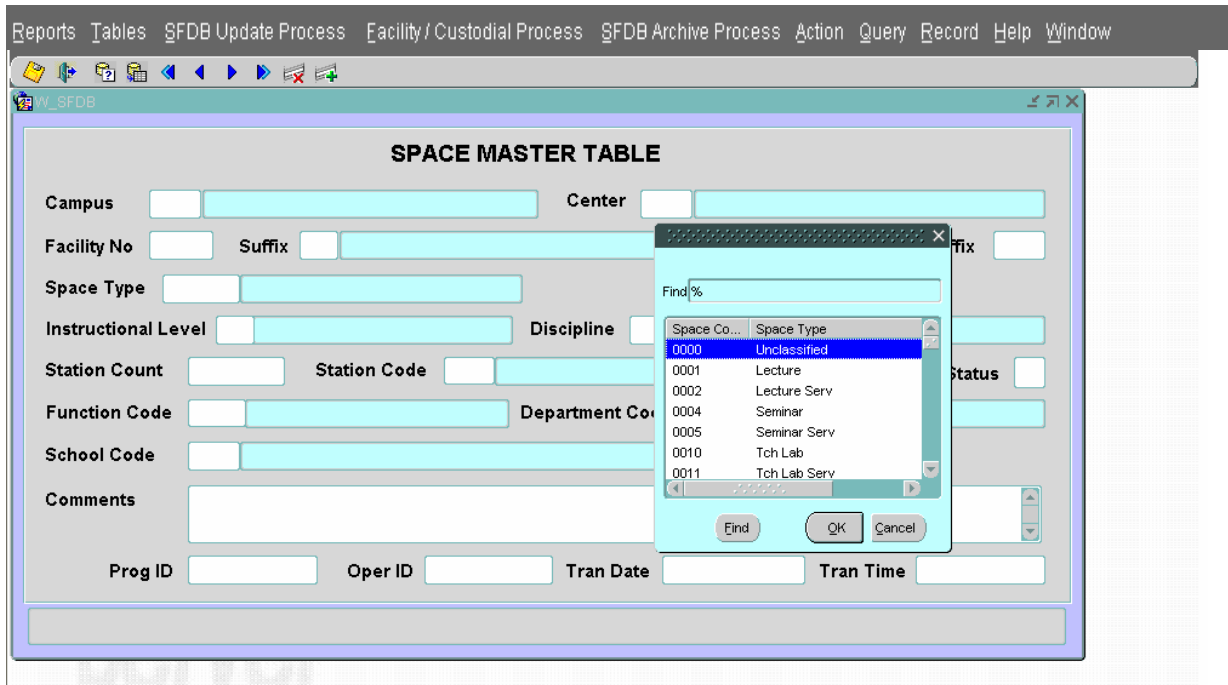 Reports Tables SFDB Update Process Facility / Custodial Process SFDB Archive Process Action Query Record Help Window
W_SFDB
SPACE MASTER TABLE
Campus Center
Facility No Suffix ffix
Space Type
Instructional Level Discipline
Station Count Station Code Status
Function Code Department Cod
School Code
Comments
Prog ID Oper ID Tran Date Tran Time
Find %
Space Co... Space Type
0000 Unclassified
0001 Lecture
0002 Lecture Serv
0004 Seminar
0005 Seminar Serv
0010 Tch Lab
0011 Tch Lab Serv
Find OK Cancel